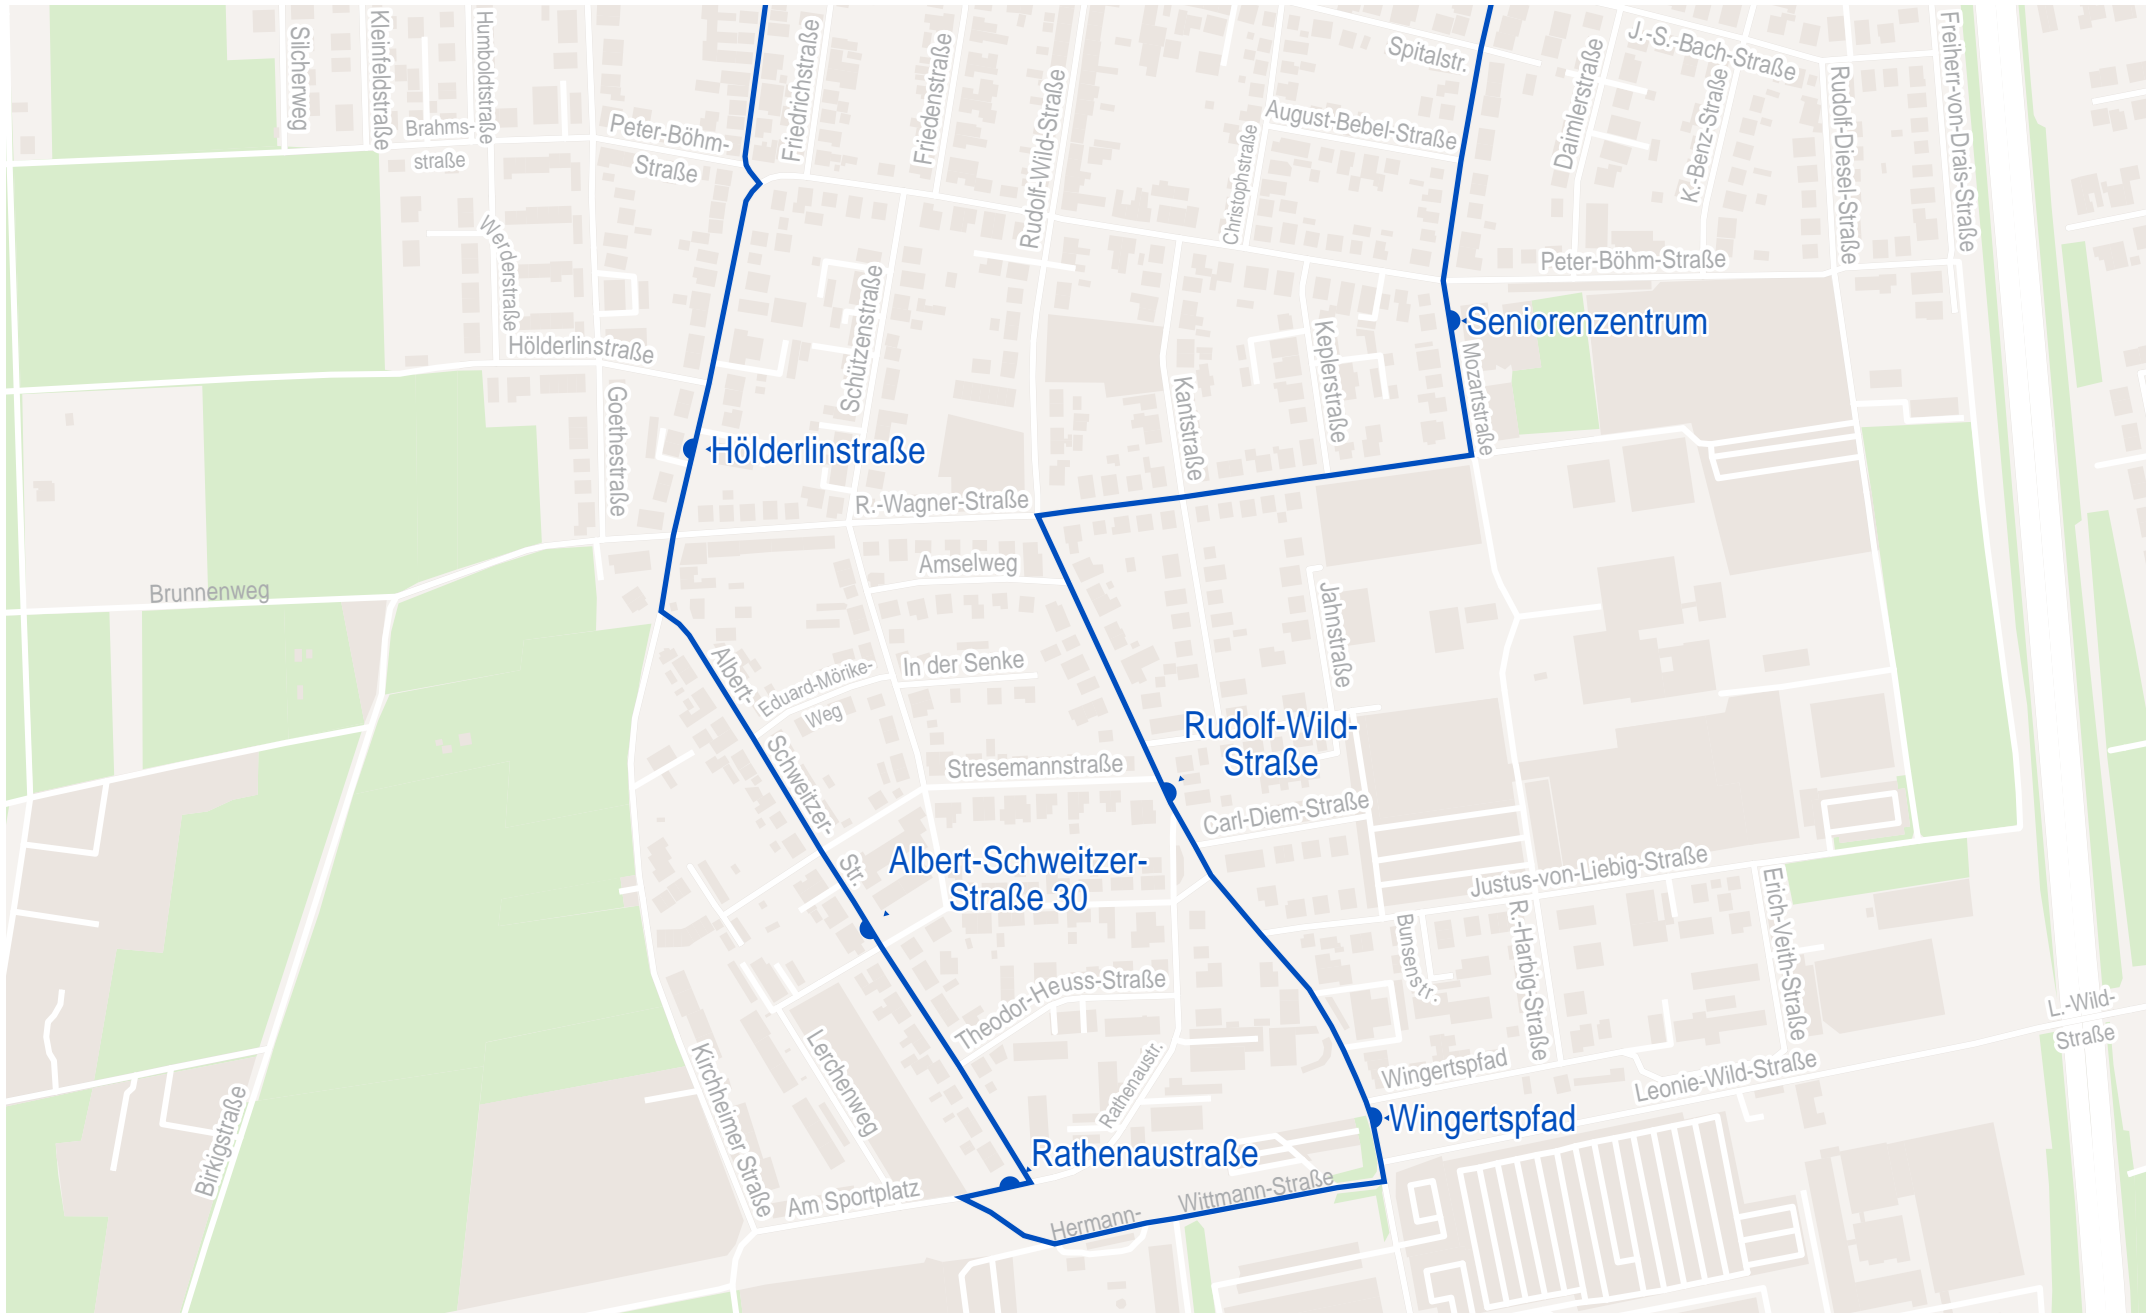 Silcherweg
Kleinfeldstraße
Humboldtstraße
Brahms-
straße
Peter-Böhm-
Straße
Friedrichstraße
Friedenstraße
Rudolf-Wild-Straße
Christophstraße
August-Bebel-Straße
Spitalstr.
Daimlerstraße
J.-S.-Bach-Straße
K.-Benz-Straße
Rudolf-Diesel-Straße
Freiherr-von-Drais-Straße
Peter-Böhm-Straße
Werderstraße
Hölderlinstraße
Goethestraße
Schützenstraße
Kantstraße
Keplerstraße
Seniorenzentrum
Mozartstraße
Hölderlinstraße
R.-Wagner-Straße
Amselweg
Brunnenweg
In der Senke
Eduard-Mörike-
Weg
Albert-
Schweitzer-
Str.
Jahnstraße
Rudolf-Wild-
Straße
Stresemannstraße
Carl-Diem-Straße
Albert-Schweitzer-
Straße 30
Justus-von-Liebig-Straße
Bunsenstr.
R.-Harbig-Straße
Erich-Veith-Straße
Theodor-Heuss-Straße
Rathenaustr.
Lerchenweg
Kirchheimer Straße
Birkigstraße
Wingertspfad
Leonie-Wild-Straße
L.-Wild-
Straße
Wingertspfad
Rathenaustraße
Am Sportplatz
Hermann-
Wittmann-Straße